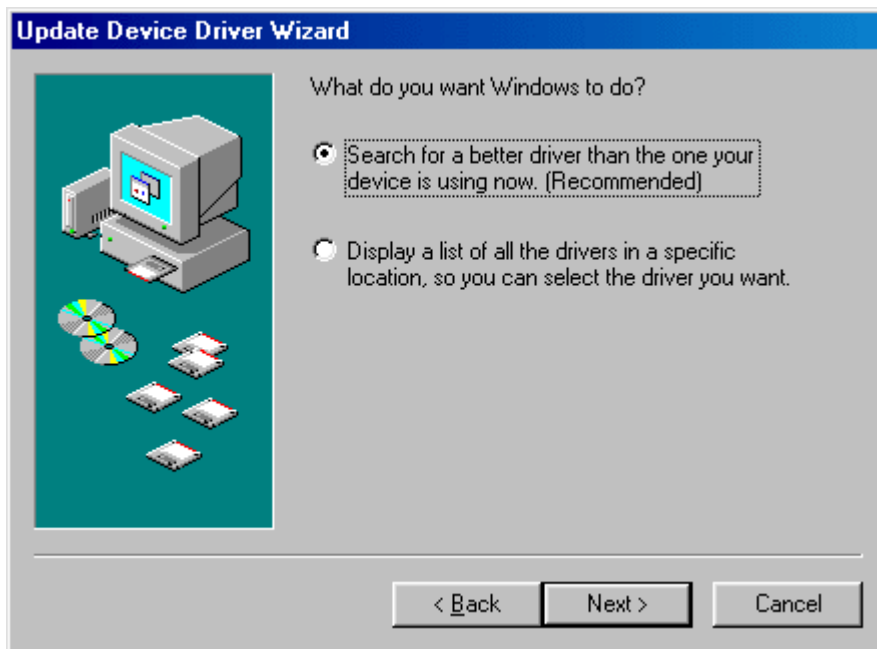 Update Device Driver Wizard
What do you want Windows to do?
Search for a better driver than the one your
device is using now. (Recommended)
Display a list of all the drivers in a specific
location, so you can select the driver you want.
< Back Next > Cancel